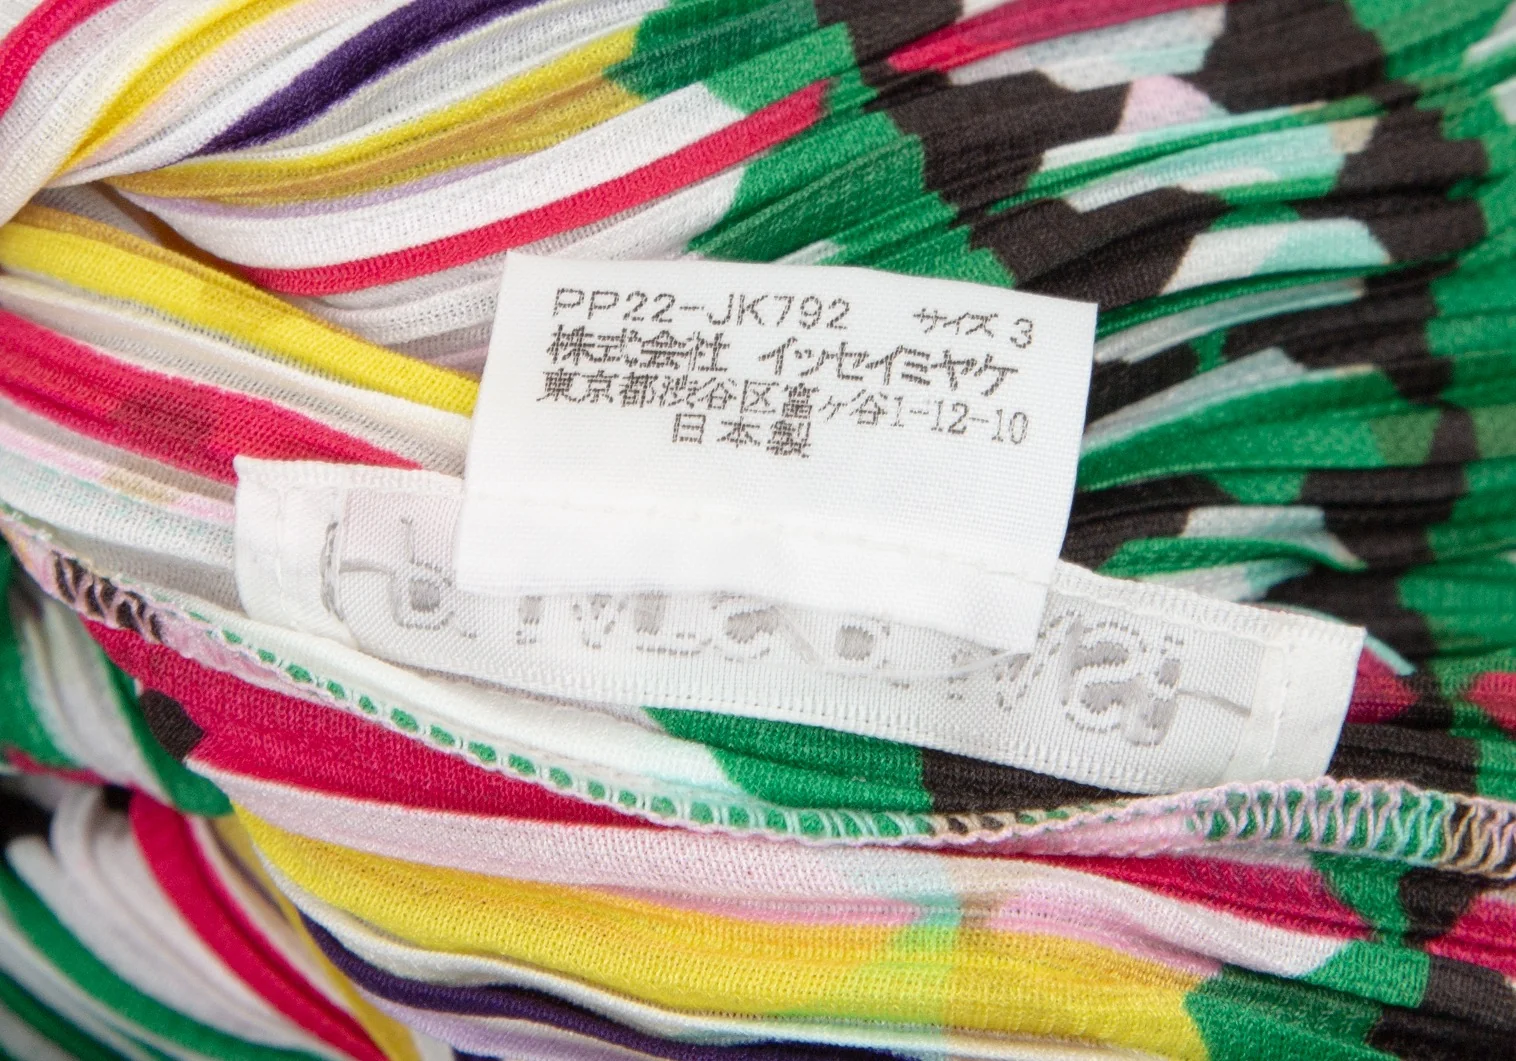 PP22-JK792 サイズ 3
株式会社 イッセイミヤケ
東京都渋谷区富ヶ谷1-12-10
日本製